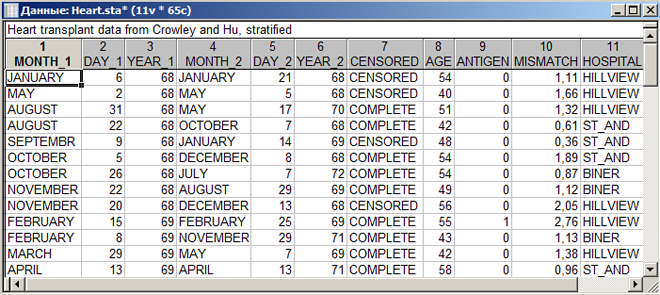 Данные: Heart.sta* (11v * 65c)
Heart transplant data from Crowley and Hu, stratified
1 2 3 4 5 6 7 8 9 10 11
MONTH_1 DAY_1 YEAR_1 MONTH_2 DAY_2 YEAR_2 CENSORED AGE ANTIGEN MISMATCH HOSPITAL
JANUARY 6 68 JANUARY 21 68 CENSORED 54 0 1,11 HILLVIEW
MAY 2 68 MAY 5 68 CENSORED 40 0 1,66 HILLVIEW
AUGUST 31 68 MAY 17 70 COMPLETE 51 0 1,32 HILLVIEW
AUGUST 22 68 OCTOBER 7 68 COMPLETE 42 0 0,61 ST_AND
SEPTEMBR 9 68 JANUARY 14 69 CENSORED 48 0 0,36 ST_AND
OCTOBER 5 68 DECEMBER 8 68 COMPLETE 54 0 1,89 ST_AND
OCTOBER 26 68 JULY 7 72 COMPLETE 54 0 0,87 BINER
NOVEMBER 22 68 AUGUST 29 69 COMPLETE 49 0 1,12 BINER
NOVEMBER 20 68 DECEMBER 13 68 CENSORED 56 0 2,05 HILLVIEW
FEBRUARY 15 69 FEBRUARY 25 69 COMPLETE 55 1 2,76 HILLVIEW
FEBRUARY 8 69 NOVEMBER 29 71 COMPLETE 43 0 1,13 BINER
MARCH 29 69 MAY 7 69 COMPLETE 42 0 1,38 HILLVIEW
APRIL 13 69 APRIL 13 71 COMPLETE 58 0 0,96 ST_AND